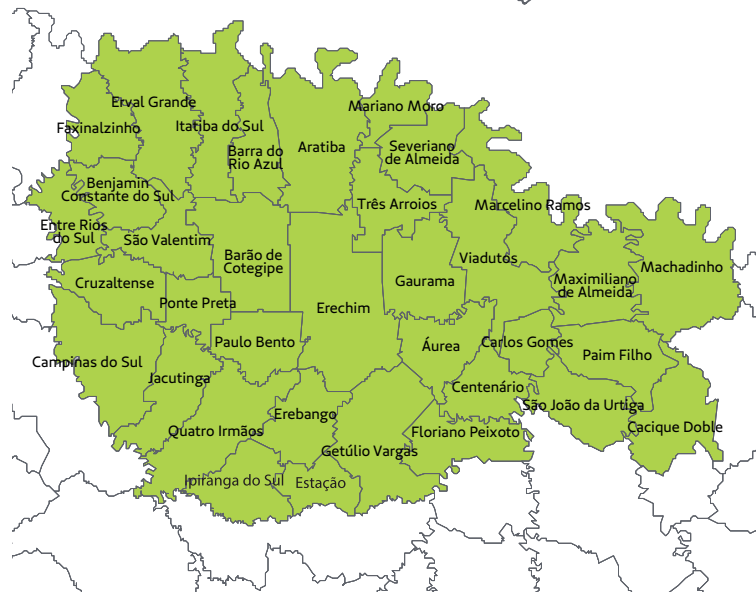 Erval Grande
Mariano Moro
Faxinalzinho
Itatiba do Sul
Aratiba
Severiano
de Almeida
Barra do
Rio Azul
Benjamin
Constante do Sul
Três Arroios
Marcelino Ramos
Entre Rios
do Sul
São Valentim
Barão de
Cotegipe
Viadutos
Machadinho
Cruzaltense
Gaurama
Maximiliano
de Almeida
Ponte Preta
Erechim
Paulo Bento
Áurea
Carlos Gomes
Paim Filho
Campinas do Sul
Jacutinga
Centenário
São João da Urtiga
Erebango
Cacique Doble
Quatro Irmãos
Floriano Peixoto
Getúlio Vargas
Ipiranga do Sul
Estação